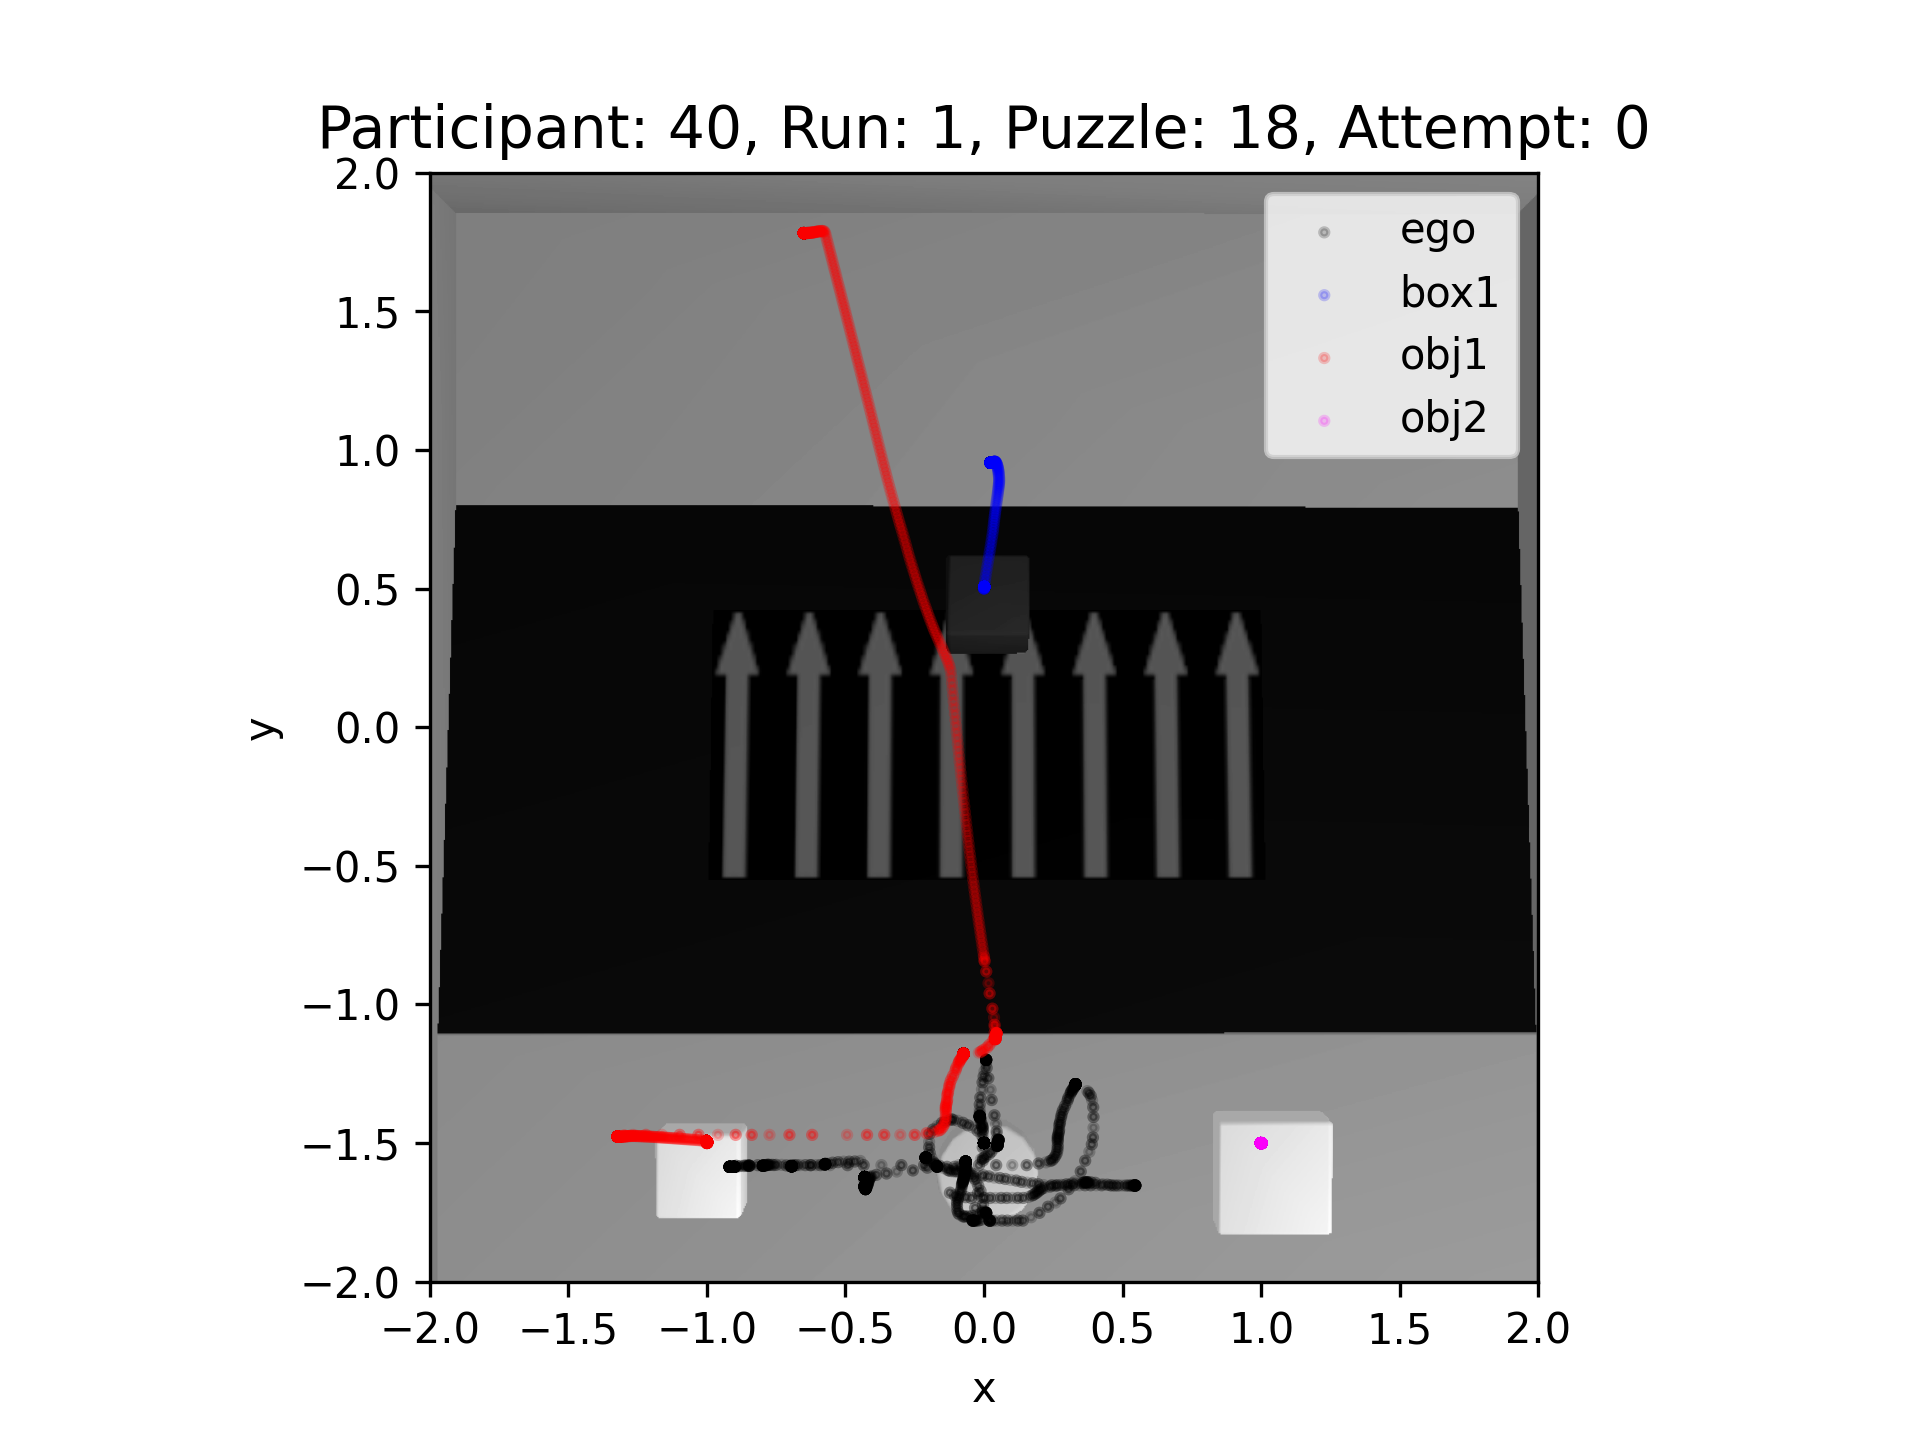 Participant: 40, Run: 1, Puzzle: 18, Attempt: 0
2.0
1.5
1.0
0.5
0.0
−0.5
−1.0
−1.5
−2.0
y
ego
box1
obj1
obj2
−2.0 −1.5 −1.0 −0.5 0.0 0.5 1.0 1.5 2.0
x